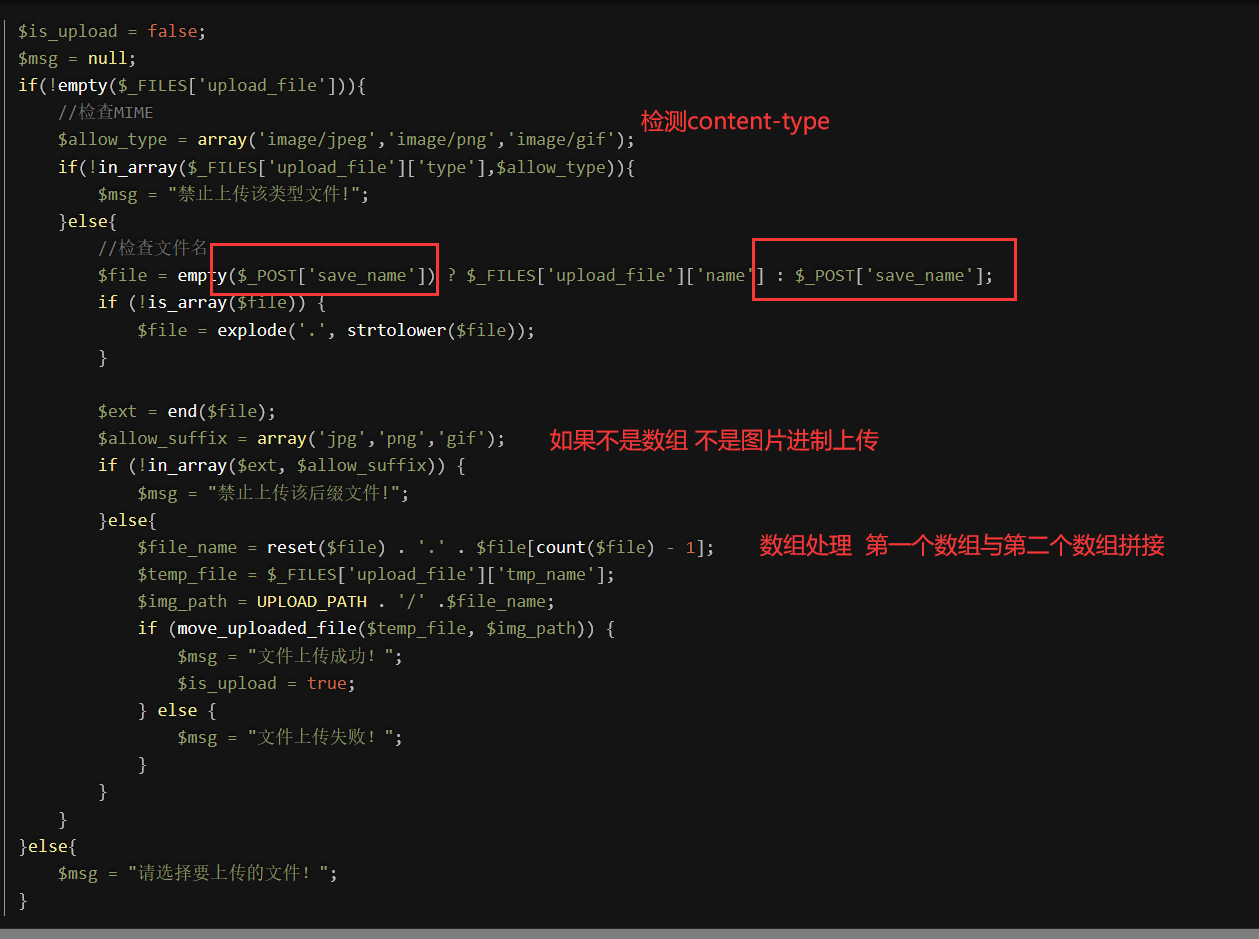 $is_upload = false;
$msg = null;
if(!empty($_FILES['upload_file'])){
    //检查MIME
    $allow_type = array('image/jpeg','image/png','image/gif'); 检测content-type
    if(!in_array($_FILES['upload_file']['type'],$allow_type)){
        $msg = "禁止上传该类型文件!";
    }else{
        //检查文件名
        $file = empty($_POST['save_name']) ? $_FILES['upload_file']['name'] : $_POST['save_name'];
        if (!is_array($file)) {
            $file = explode('.', strtolower($file));
        }
        $ext = end($file);
        $allow_suffix = array('jpg','png','gif'); 如果不是数组 不是图片进制上传
        if (!in_array($ext, $allow_suffix)) {
            $msg = "禁止上传该后缀文件!";
        }else{
            $file_name = reset($file) . '.' . $file[count($file) - 1]; 数组处理 第一个数组与第二个数组拼接
            $temp_file = $_FILES['upload_file']['tmp_name'];
            $img_path = UPLOAD_PATH . '/' .$file_name;
            if (move_uploaded_file($temp_file, $img_path)) {
                $msg = "文件上传成功！";
                $is_upload = true;
            } else {
                $msg = "文件上传失败！";
            }
        }
    }
}else{
    $msg = "请选择要上传的文件！";
}